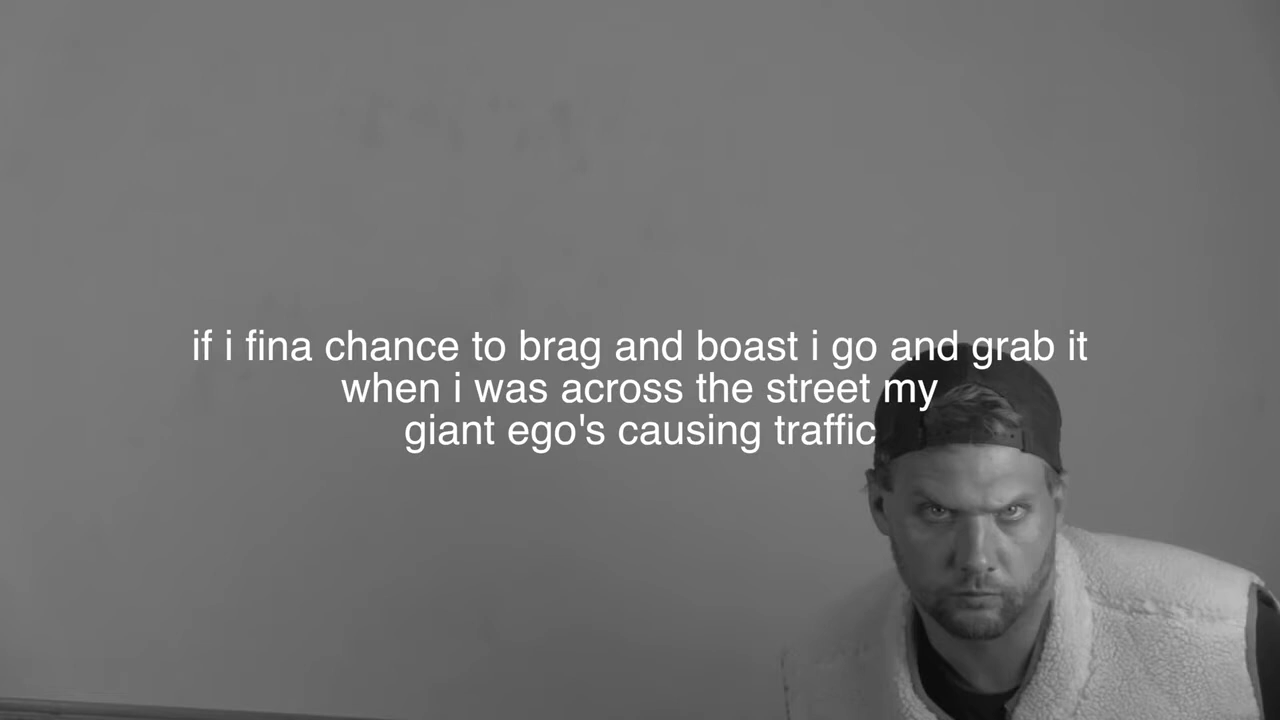 if i fina chance to brag and boast i go and grab it
when i was across the street my
giant ego's causing traffic